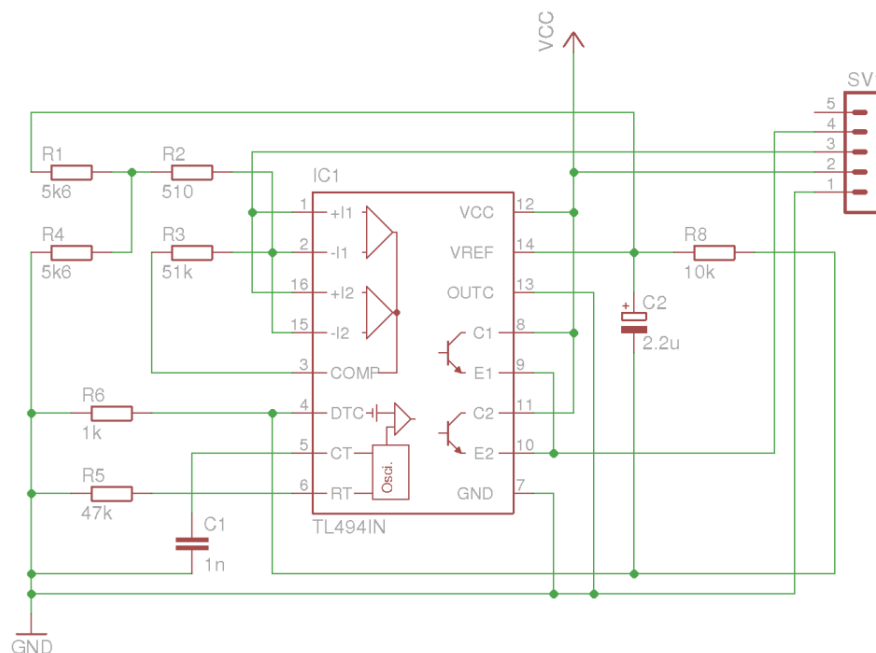 VCC
SV
5
4
3
2
1
R1
5k6
R2
510
R4
5k6
R3
51k
IC1
1 +I1 VCC 12
2 -I1 VREF 14
16 +I2 OUTC 13
15 -I2 C1 8
3 COMP E1 9
4 DTC C2 11
5 CT E2 10
6 RT GND 7
Osci.
TL494IN
R8
10k
+
C2
2.2u
R6
1k
R5
47k
C1
1n
GND